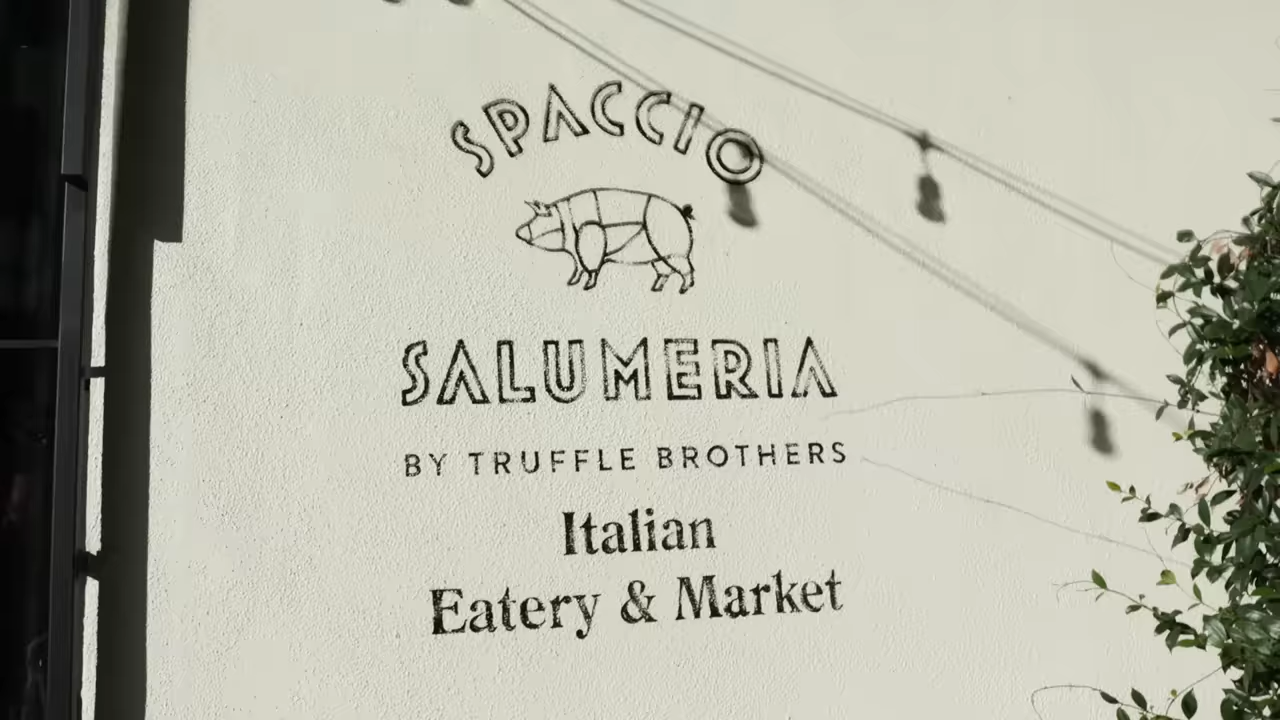 SPACCIO
SALUMERIA
BY TRUFFLE BROTHERS
Italian
Eatery & Market